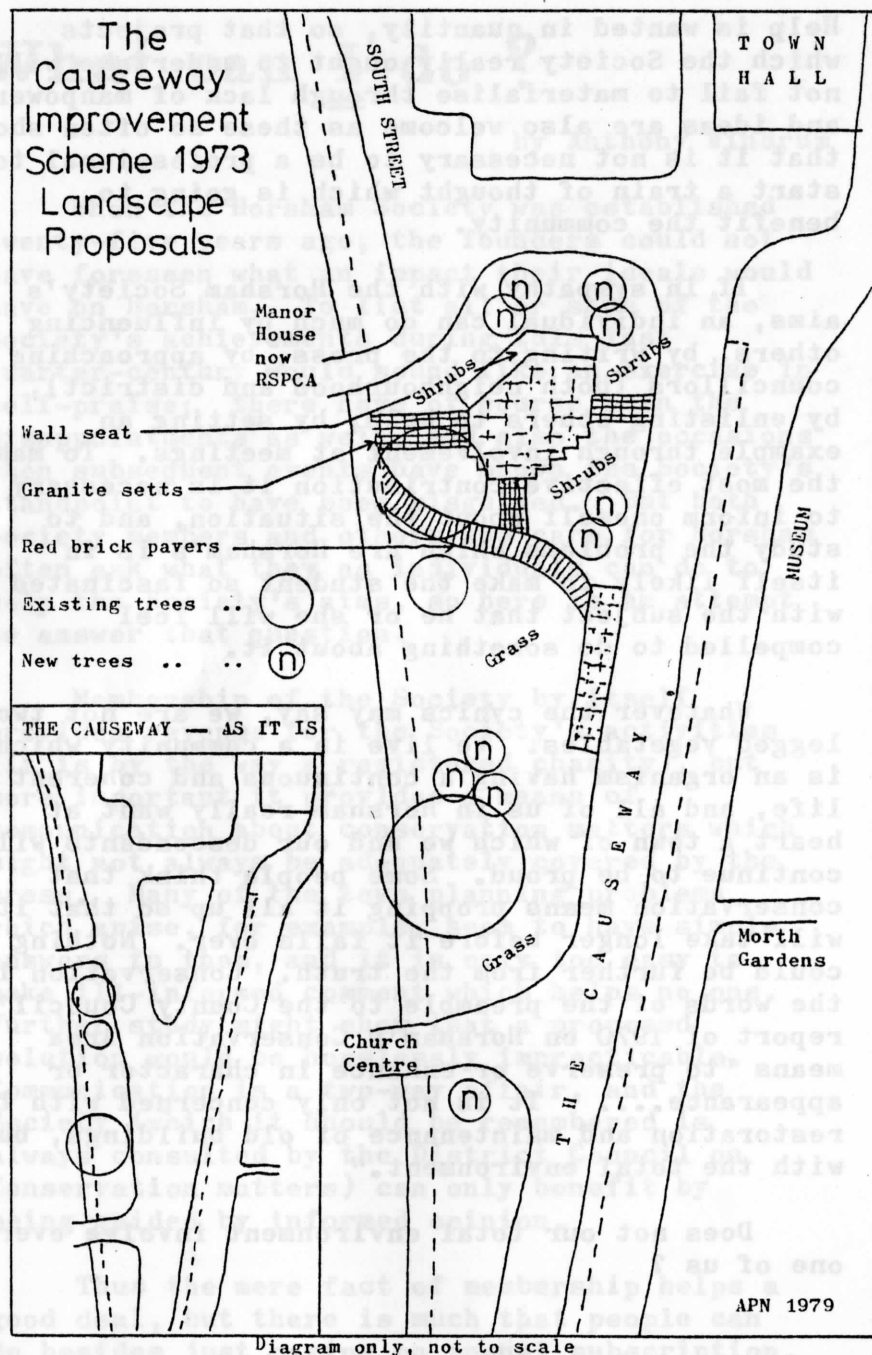 The
Causeway
Improvement
Scheme 1973
Landscape
Proposals
SOUTH STREET
TOWN
HALL
Manor
House
now
RSPCA
Shrubs
Shrubs
Shrubs
n
n
n
n
n
n
Wall seat
Granite setts
Red brick pavers
Existing trees ..
New trees .. .. n
MUSEUM
Grass
n
n
n
THE CAUSEWAY — AS IT IS
THE CAUSEWAY
Grass
Morth
Gardens
Church
Centre
n
APN 1979
Diagram only, not to scale